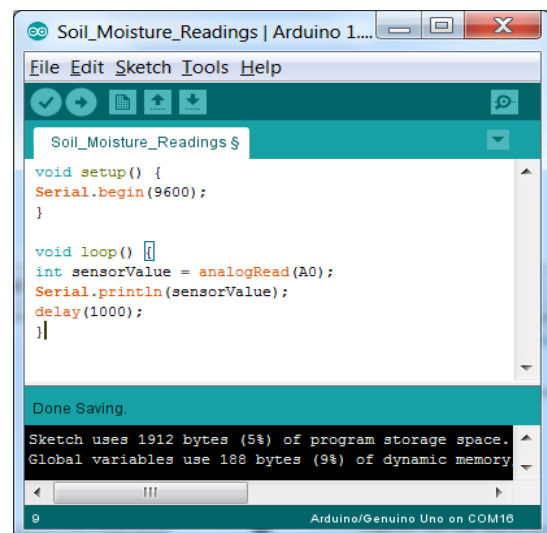 Soil_Moisture_Readings | Arduino 1....
File Edit Sketch Tools Help
Soil_Moisture_Readings §
void setup() {
Serial.begin(9600);
}
void loop() {
int sensorValue = analogRead(A0);
Serial.println(sensorValue);
delay(1000);
}
Done Saving.
Sketch uses 1912 bytes (5%) of program storage space.
Global variables use 188 bytes (9%) of dynamic memory
9 Arduino/Genuino Uno on COM16